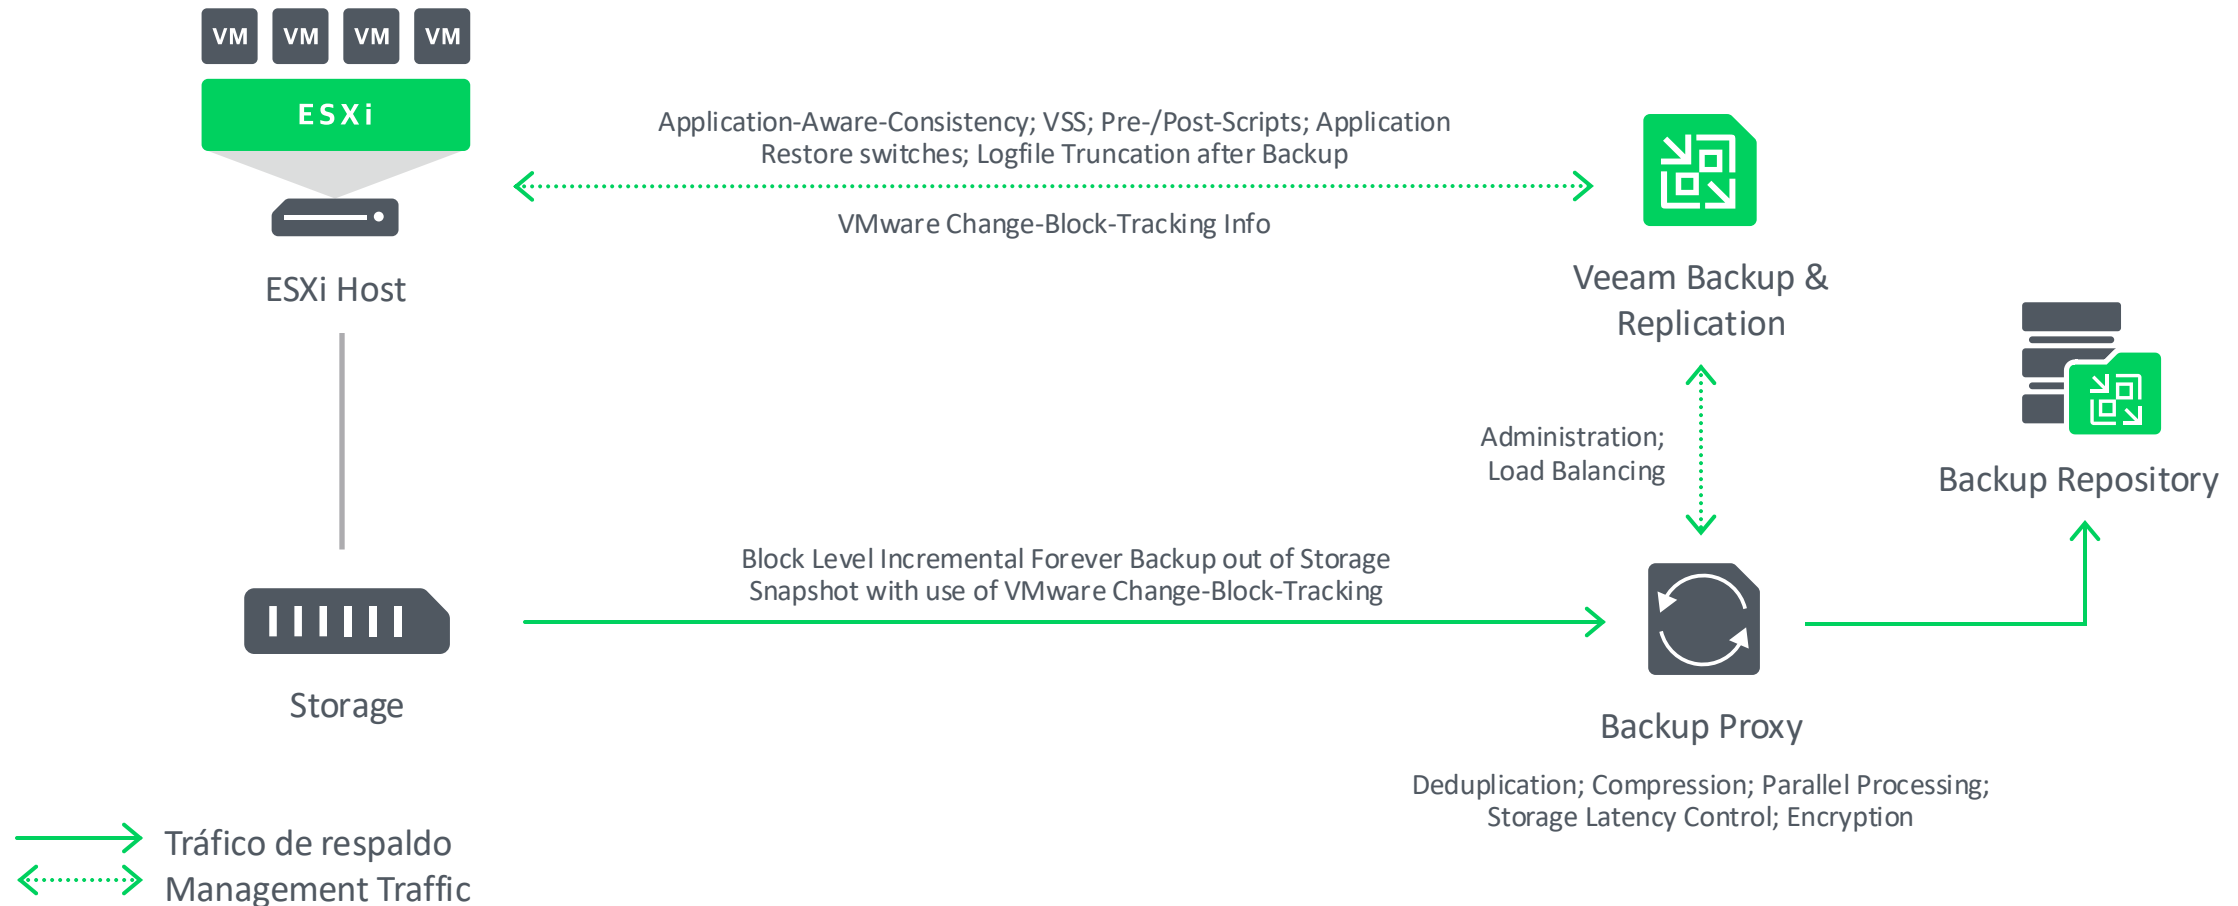 VM VM VM VM
ESXi
ESXi Host
Application-Aware-Consistency; VSS; Pre-/Post-Scripts; Application
Restore switches; Logfile Truncation after Backup
VMware Change-Block-Tracking Info
Veeam Backup &
Replication
Administration;
Load Balancing
Backup Repository
Block Level Incremental Forever Backup out of Storage
Snapshot with use of VMware Change-Block-Tracking
Storage
Backup Proxy
Deduplication; Compression; Parallel Processing;
Storage Latency Control; Encryption
Tráfico de respaldo
Management Traffic